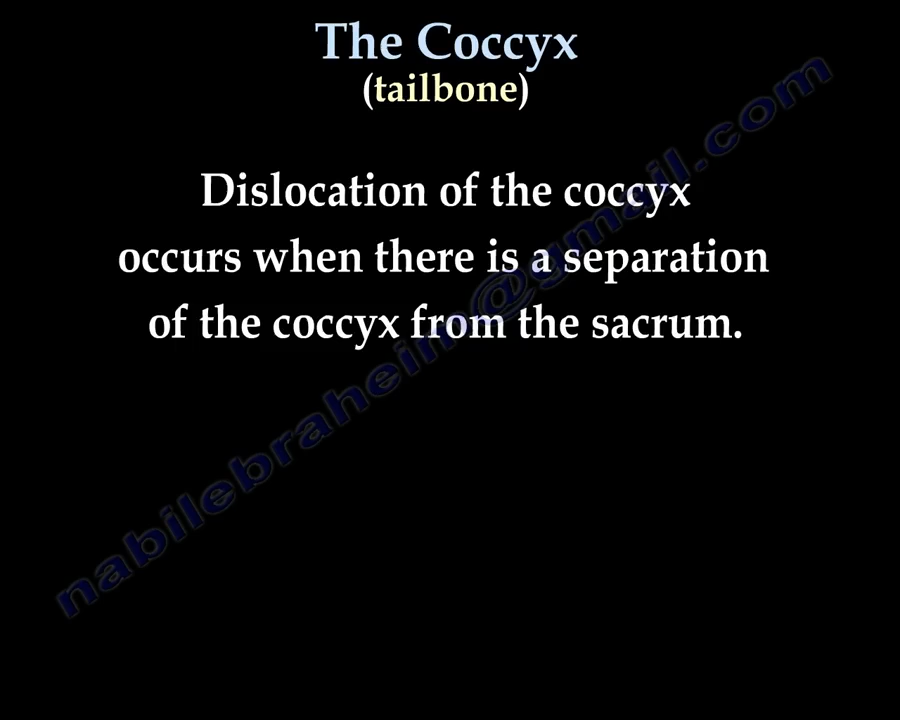 The Coccyx
(tailbone)
Dislocation of the coccyx
occurs when there is a separation
of the coccyx from the sacrum.
nabilebraheim@gmail.com